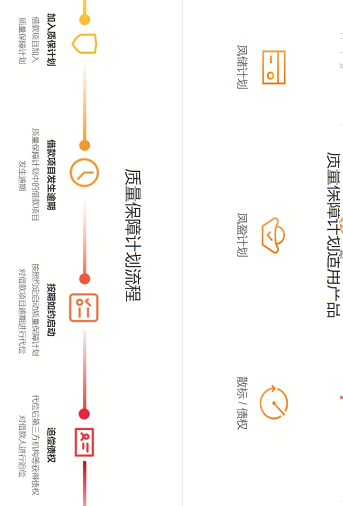 质量保障计划适用产品
风储计划
风盈计划
散标 / 债权
质量保障计划流程
加入质保计划
借款项目加入
质量保障计划
借款项目发生逾期
质量保障计划中的借款项目
发生逾期
按期如约启动
按照约定启动质量保障计划
对借款项目逾期进行代偿
追偿债权
代偿后第三方机构等获得债权
对借款人进行追偿